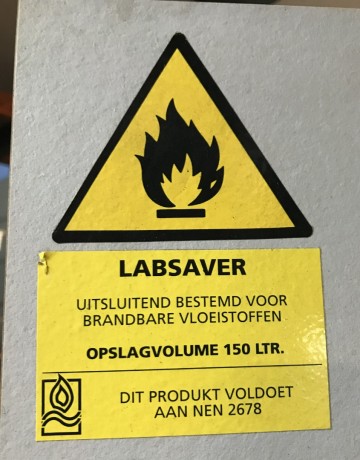 LABSAVER
UITSLUITEND BESTEMD VOOR
BRANDBARE VLOEISTOFFEN
OPSLAGVOLUME 150 LTR.
DIT PRODUKT VOLDOET
AAN NEN 2678